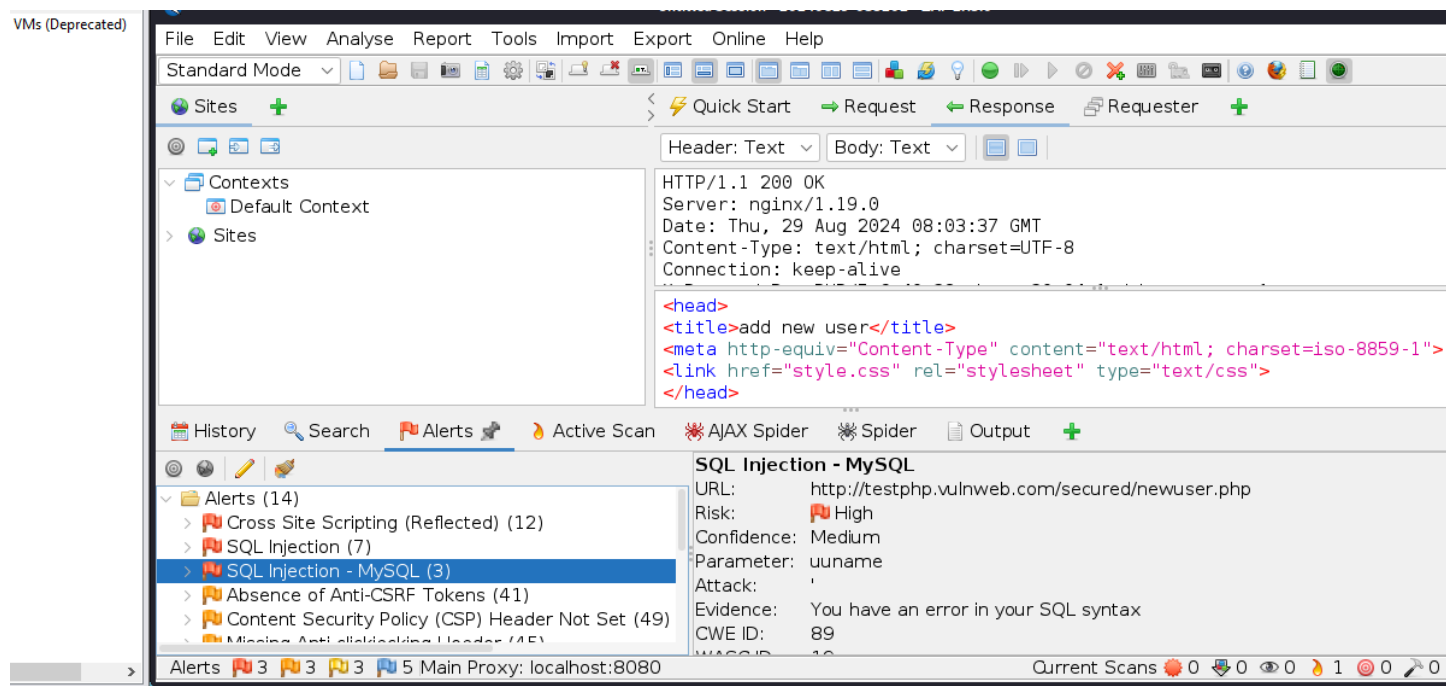 VMs (Deprecated)
File Edit View Analyse Report Tools Import Export Online Help
Standard Mode
Sites
Quick Start Request Response Requester
Header: Text Body: Text
Contexts
Default Context
Sites
HTTP/1.1 200 OK
Server: nginx/1.19.0
Date: Thu, 29 Aug 2024 08:03:37 GMT
Content-Type: text/html; charset=UTF-8
Connection: keep-alive
<head>
<title>add new user</title>
<meta http-equiv="Content-Type" content="text/html; charset=iso-8859-1">
<link href="style.css" rel="stylesheet" type="text/css">
</head>
History Search Alerts Active Scan AJAX Spider Spider Output
Alerts (14)
Cross Site Scripting (Reflected) (12)
SQL Injection (7)
SQL Injection - MySQL (3)
Absence of Anti-CSRF Tokens (41)
Content Security Policy (CSP) Header Not Set (49)
SQL Injection - MySQL
URL: http://testphp.vulnweb.com/secured/newuser.php
Risk: High
Confidence: Medium
Parameter: uuname
Attack: '
Evidence: You have an error in your SQL syntax
CWE ID: 89
Alerts 3 3 3 5 Main Proxy: localhost:8080
Current Scans 0 0 0 1 0 0